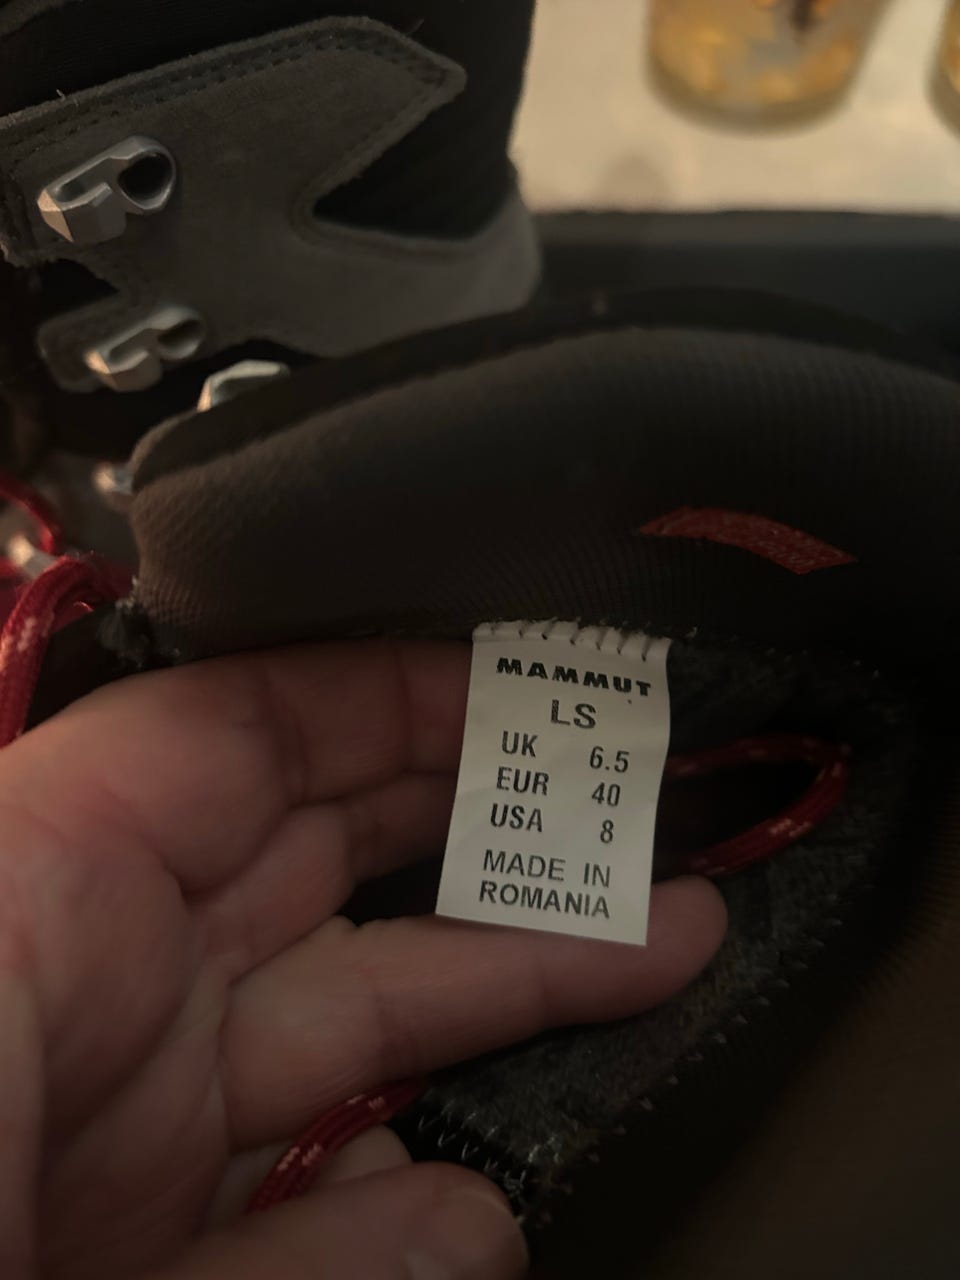 MAMMUT
LS
UK 6.5
EUR 40
USA 8
MADE IN
ROMANIA